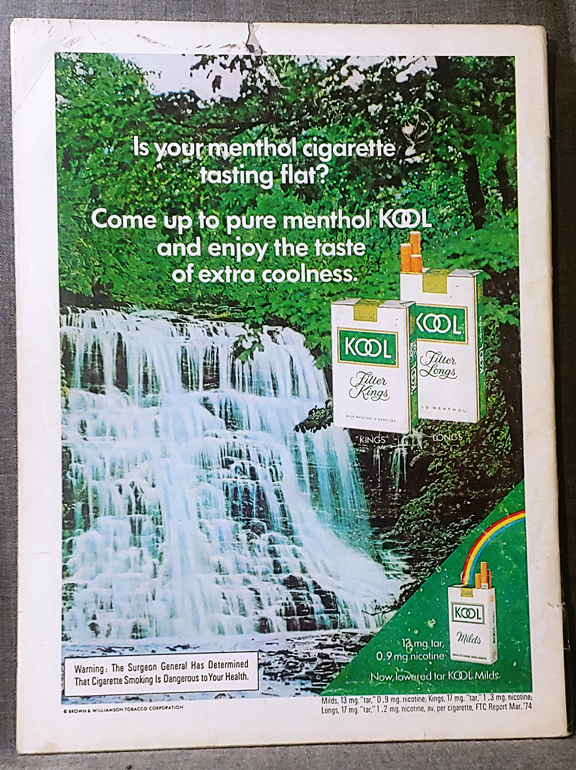 Is your menthol cigarette
tasting flat?
Come up to pure menthol KOOL
and enjoy the taste
of extra coolness.
KOOL
Filter
Kings
MILD MENTHOL CIGARETTES
KOOL
Filter
Longs
MENTHOL
KINGS
LONGS
KOOL
Milds
13 mg. tar,
0.9 mg nicotine
Now, lowered tar KOOL Milds
Warning: The Surgeon General Has Determined
That Cigarette Smoking Is Dangerous to Your Health.
© BROWN & WILLIAMSON TOBACCO CORPORATION
Milds, 13 mg. "tar," 0.9 mg. nicotine; Kings, 17 mg. "tar," 1.3 mg. nicotine;
Longs, 17 mg. "tar," 1.2 mg. nicotine, av. per cigarette, FTC Report Mar. '74